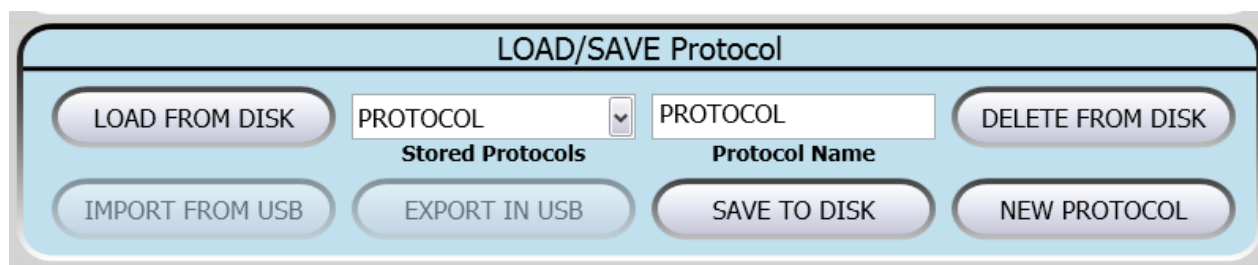 LOAD/SAVE Protocol
LOAD FROM DISK PROTOCOL PROTOCOL DELETE FROM DISK
Stored Protocols Protocol Name
IMPORT FROM USB EXPORT IN USB SAVE TO DISK NEW PROTOCOL